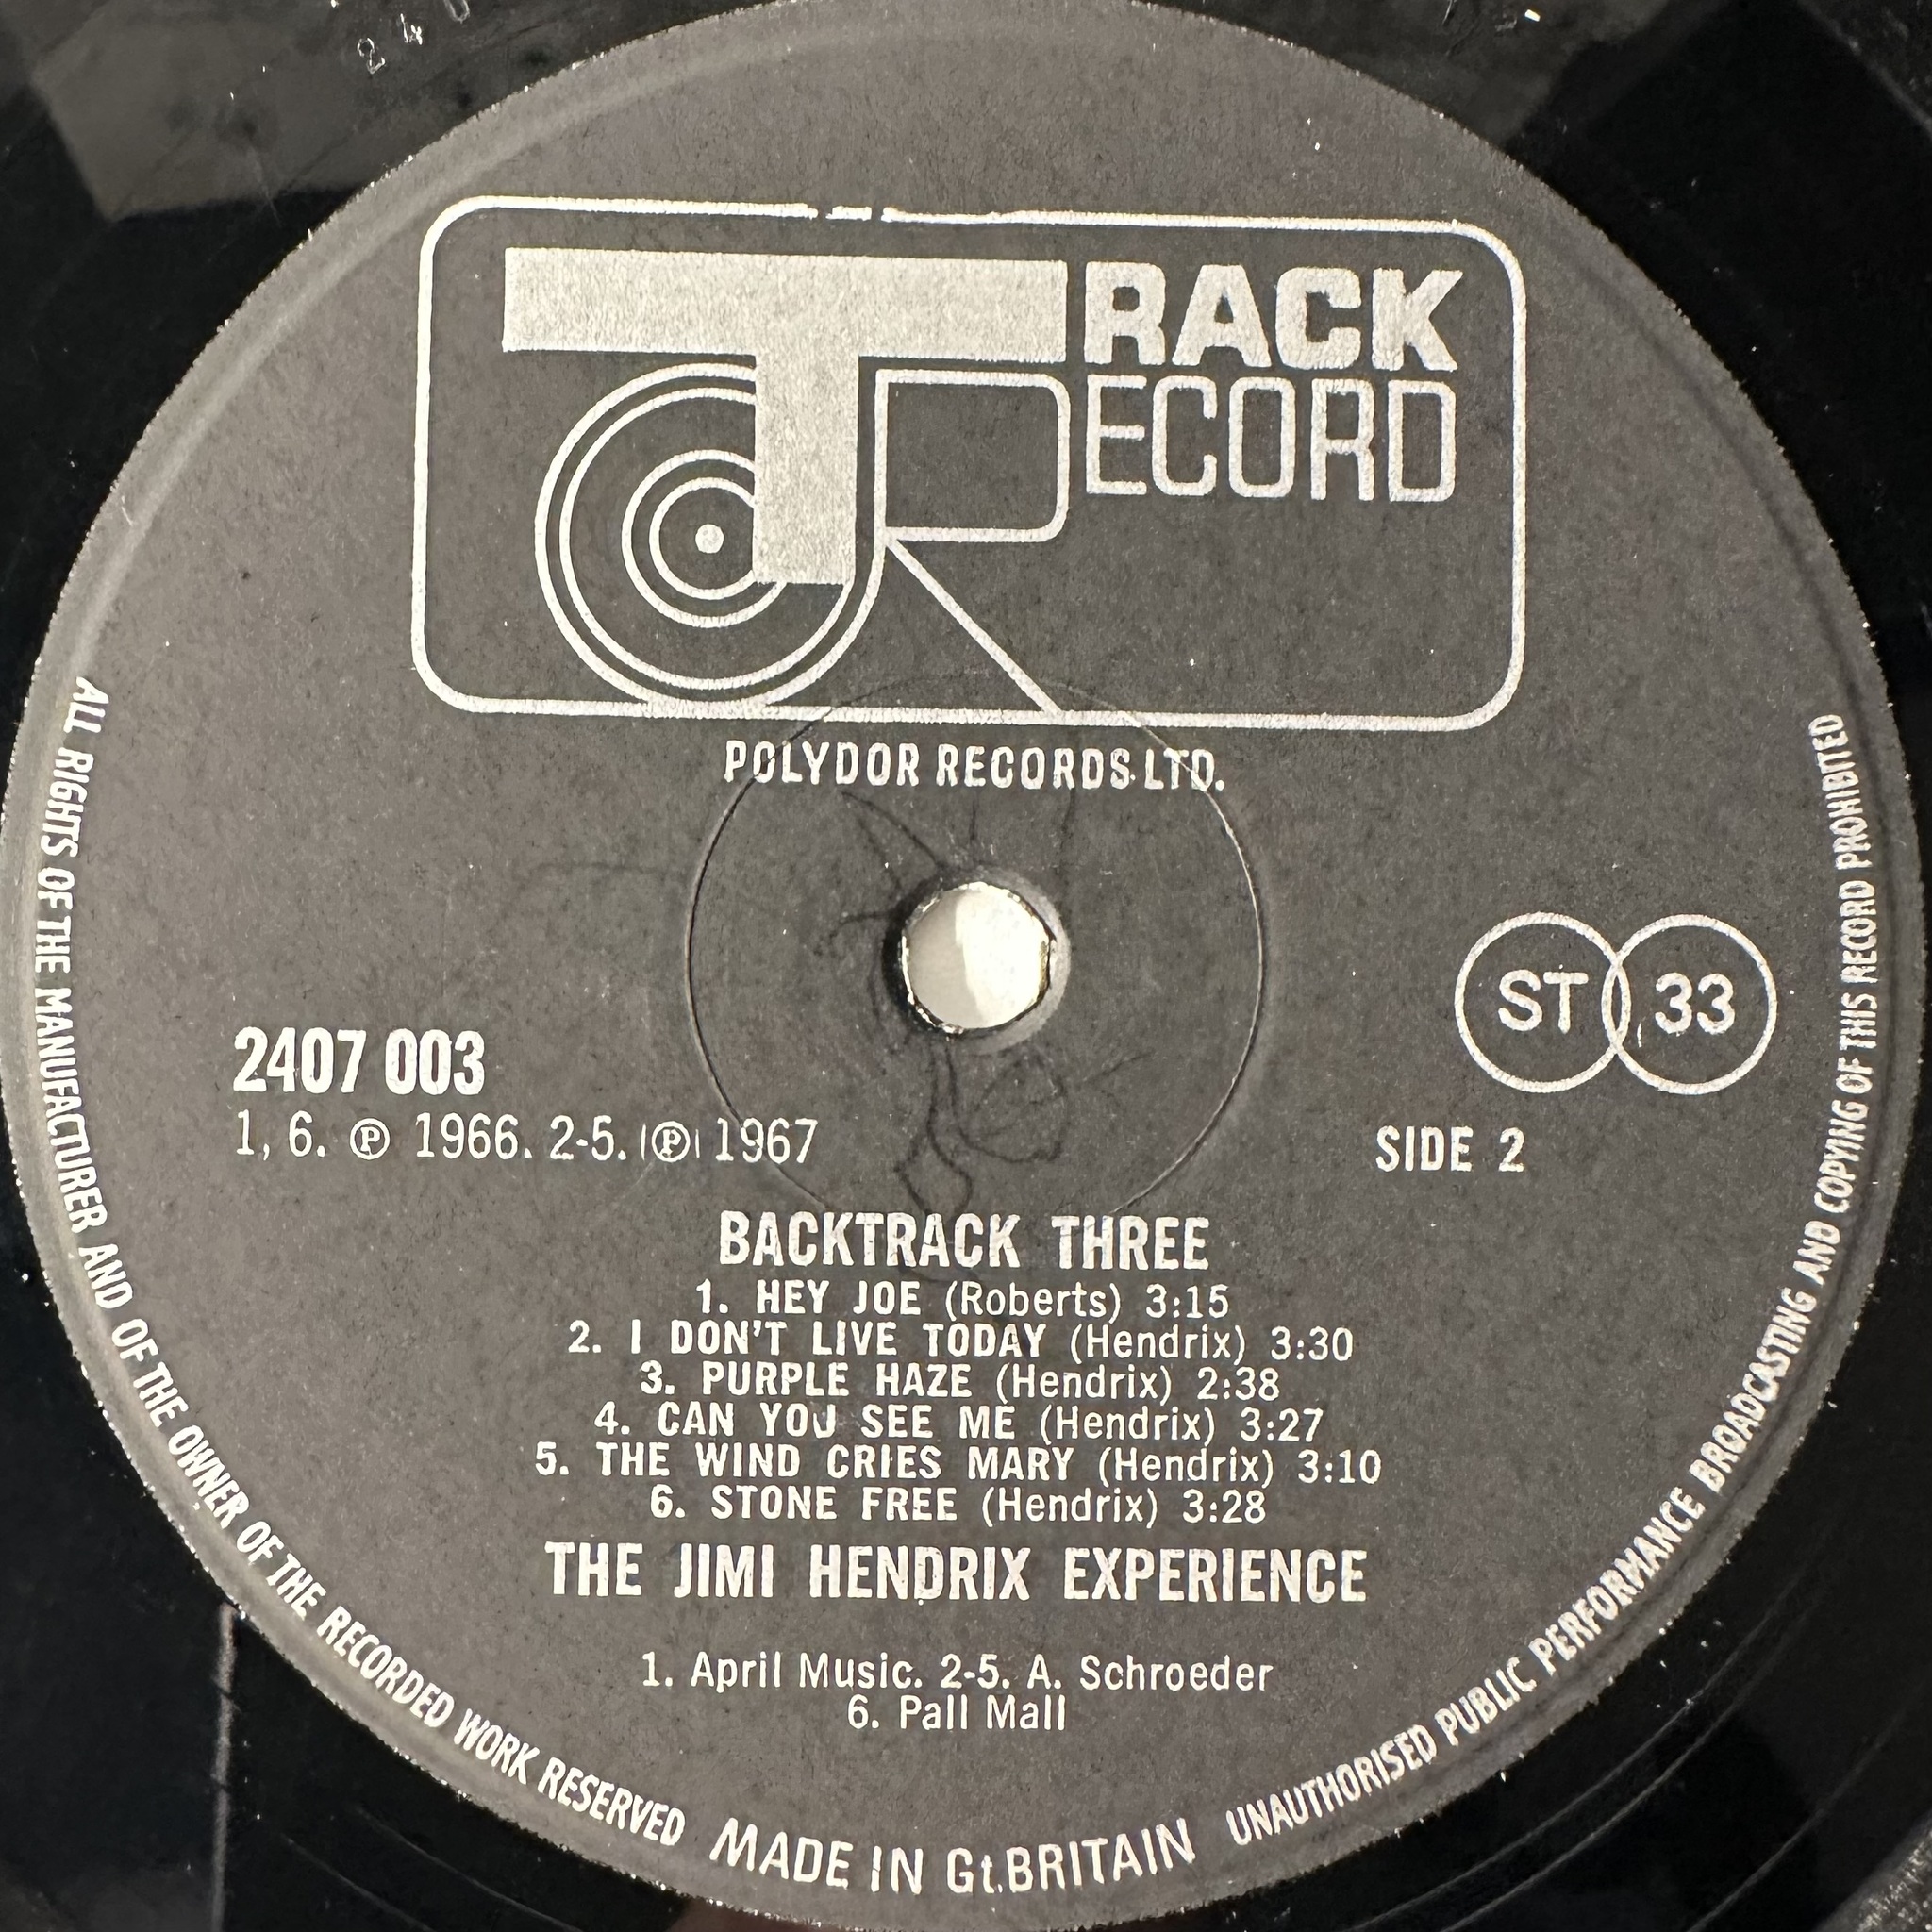 2 4 0
TRACK
RECORD
POLYDOR RECORDS LTD.
ST 33
2407 003
1, 6. ℗ 1966. 2-5. ℗ 1967
SIDE 2
BACKTRACK THREE
1. HEY JOE (Roberts) 3:15
2. I DON'T LIVE TODAY (Hendrix) 3:30
3. PURPLE HAZE (Hendrix) 2:38
4. CAN YOU SEE ME (Hendrix) 3:27
5. THE WIND CRIES MARY (Hendrix) 3:10
6. STONE FREE (Hendrix) 3:28
THE JIMI HENDRIX EXPERIENCE
1. April Music. 2-5. A. Schroeder
6. Pall Mall
ALL RIGHTS OF THE MANUFACTURER AND OF THE OWNER OF THE RECORDED WORK RESERVED
MADE IN Gt.BRITAIN
UNAUTHORISED PUBLIC PERFORMANCE BROADCASTING AND COPYING OF THIS RECORD PROHIBITED